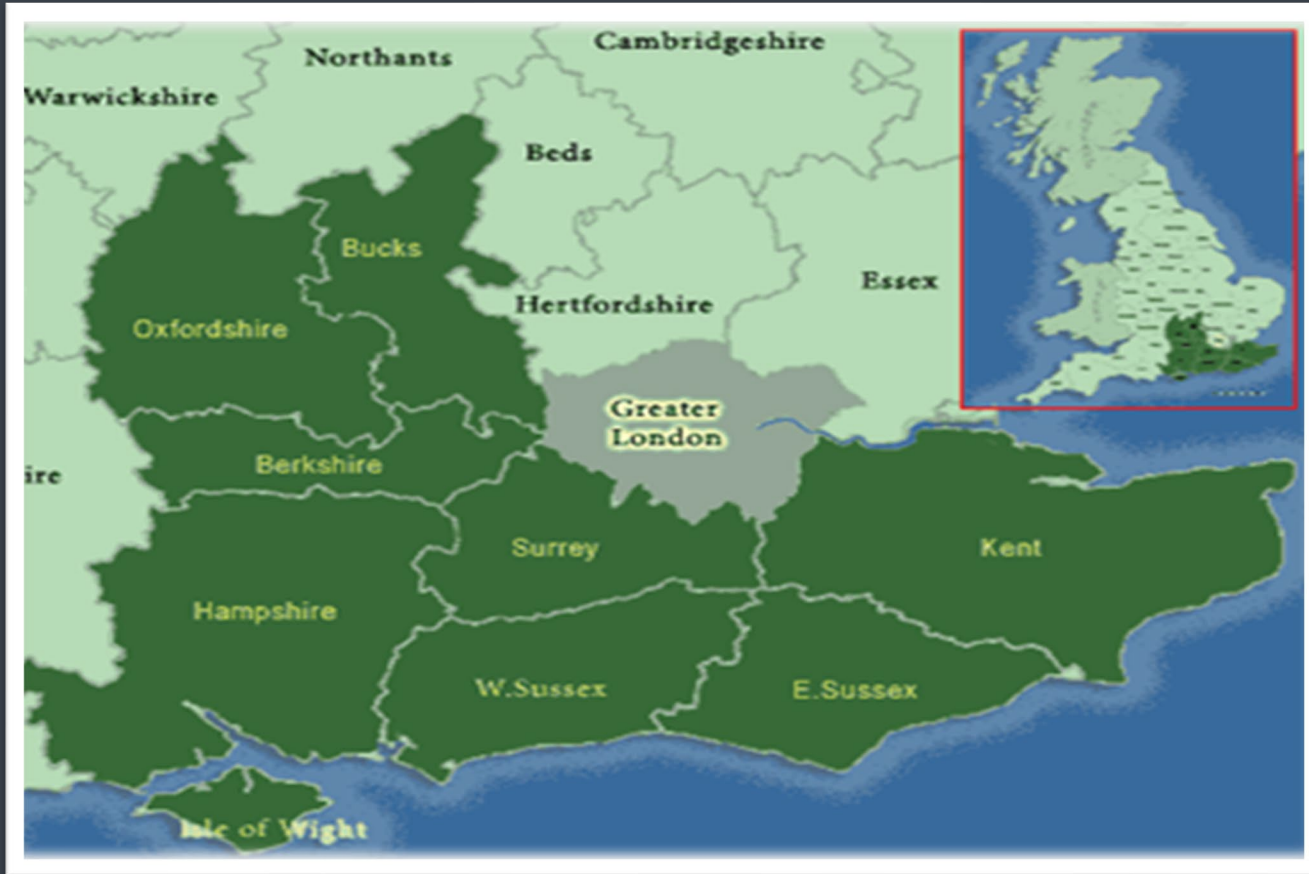 Northants
Cambridgeshire
Warwickshire
Beds
Bucks
Essex
Hertfordshire
Oxfordshire
Greater
London
Berkshire
ire
Surrey
Kent
Hampshire
W.Sussex
E.Sussex
Isle of Wight